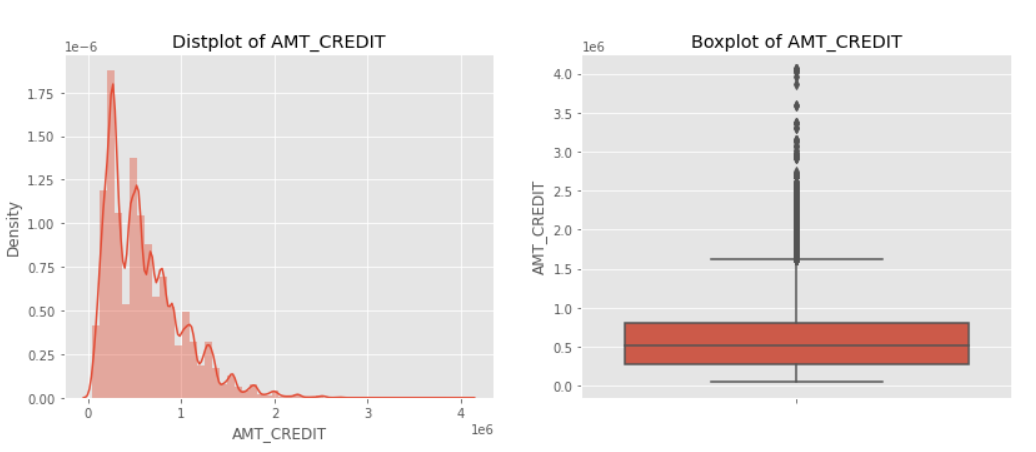 Distplot of AMT_CREDIT
1e−6
1.75
1.50
1.25
1.00
0.75
0.50
0.25
0.00
Density
0 1 2 3 4
1e6
AMT_CREDIT
Boxplot of AMT_CREDIT
1e6
4.0
3.5
3.0
2.5
2.0
1.5
1.0
0.5
0.0
AMT_CREDIT